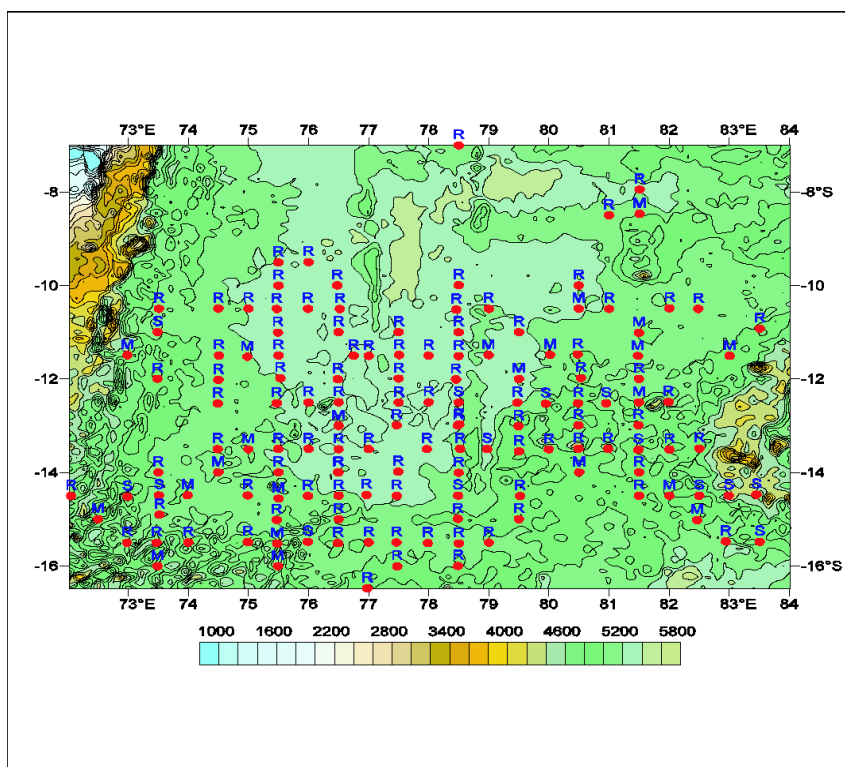 R
73°E 74 75 76 77 78 79 80 81 82 83°E 84
R
-8 R M -8°S
R R
R R R R
-10 -10
R R R R R R M R R R
S R R R R R M R
M R M R R R R R R M M R M M
-12 R R R R R M R R -12
R R R R R R S R S R S M R
M R R R R R
R M R R R R R R S R R R S R R
-14 R M R R R S M R -14
R S S M R M R R R R R R M S S S
M R R R R R M
R R R R R M S R R R R R R R S
-16 M M R R -16°S
R
73°E 74 75 76 77 78 79 80 81 82 83°E 84
1000 1600 2200 2800 3400 4000 4600 5200 5800